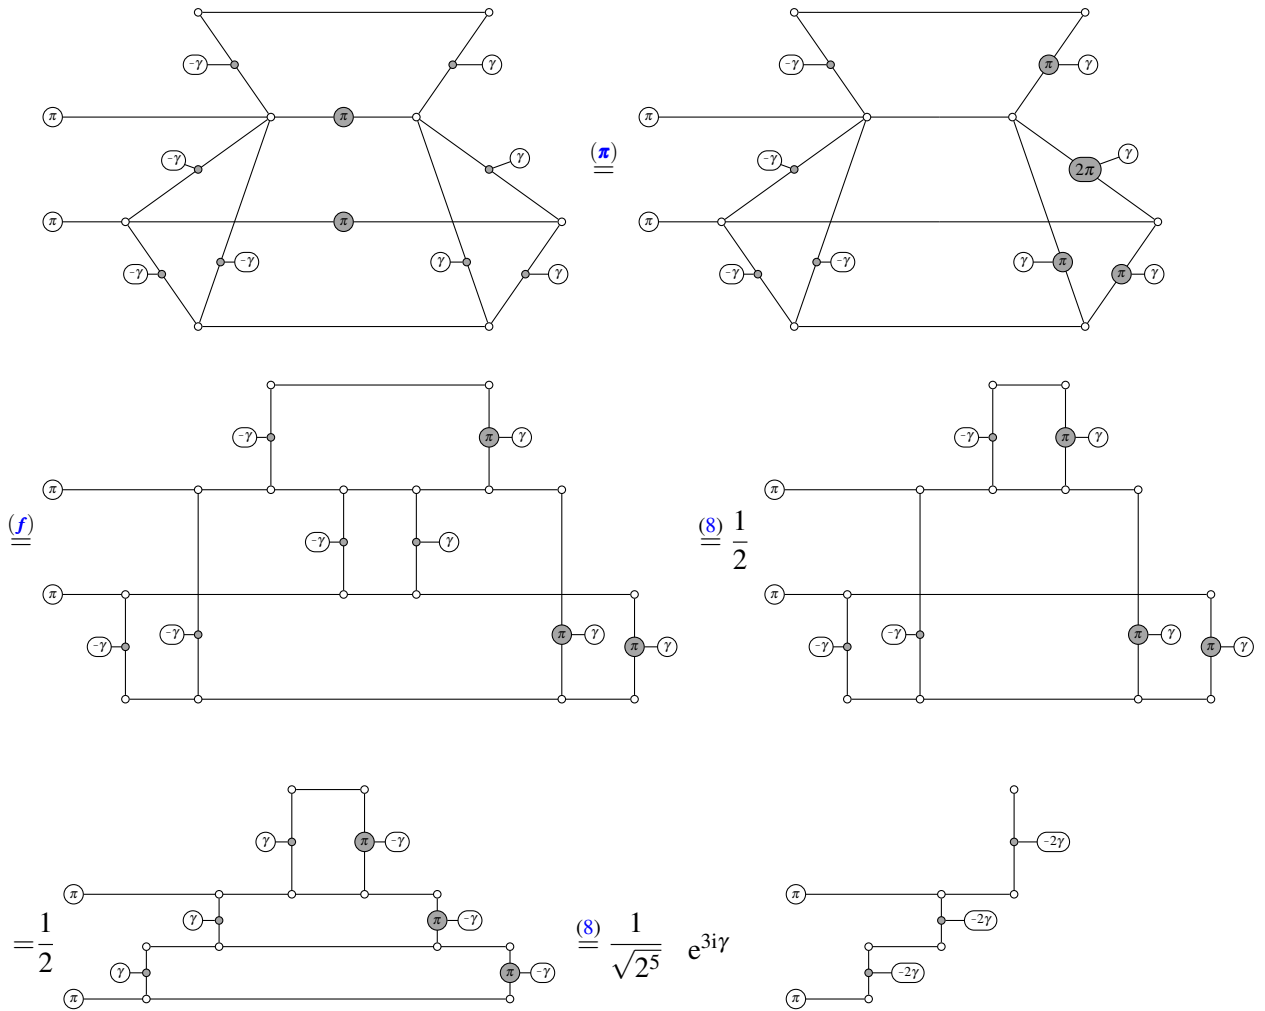 -γ γ -γ π γ
π π π
(π)
=
-γ γ -γ 2π γ
π π π
-γ -γ γ γ -γ -γ γ π π γ
-γ π γ -γ π γ
π π
(f)
=
-γ γ
(8)
= 1/2
π π
-γ -γ π γ π γ -γ -γ π γ π γ
γ π -γ -2γ
π π
= 1/2
γ π -γ
(8)
= 1/√2⁵ e^{3iγ}
-2γ
γ π -γ -2γ
π π